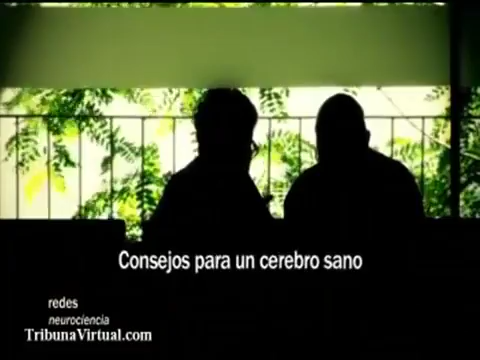 Consejos para un cerebro sano
redes
neurociencia
TribunaVirtual.com